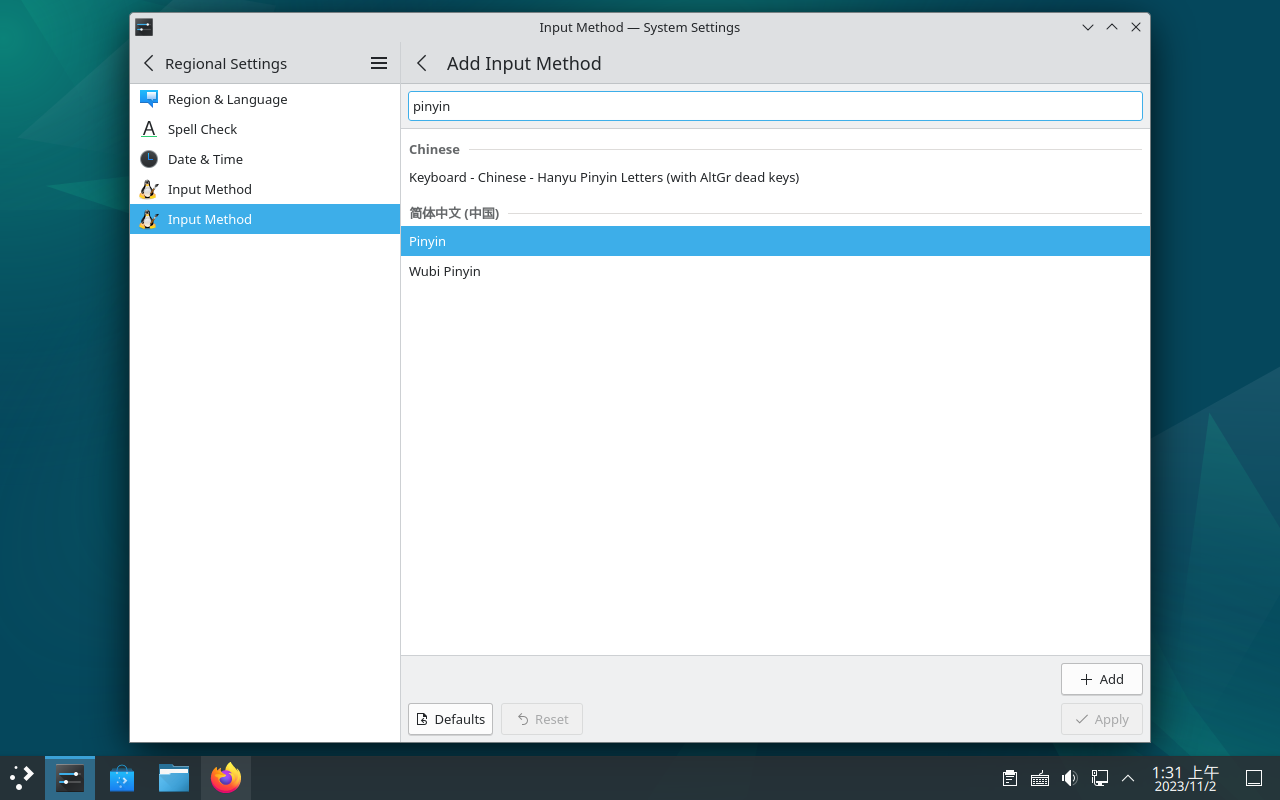 Input Method — System Settings
Regional Settings
Add Input Method
Region & Language
Spell Check
Date & Time
Input Method
Input Method
pinyin
Chinese
Keyboard - Chinese - Hanyu Pinyin Letters (with AltGr dead keys)
简体中文 (中国)
Pinyin
Wubi Pinyin
Add
Defaults
Reset
Apply
1:31 上午
2023/11/2